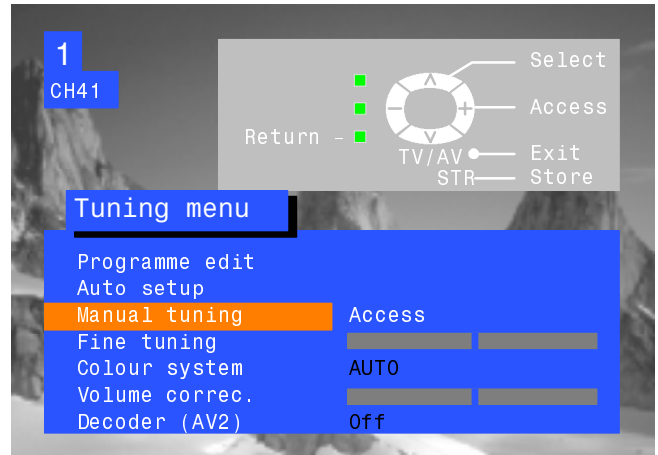 1
CH41
Select
Access
Return –
TV/AV Exit
STR Store
Tuning menu
Programme edit
Auto setup
Manual tuning Access
Fine tuning
Colour system AUTO
Volume correc.
Decoder (AV2) Off